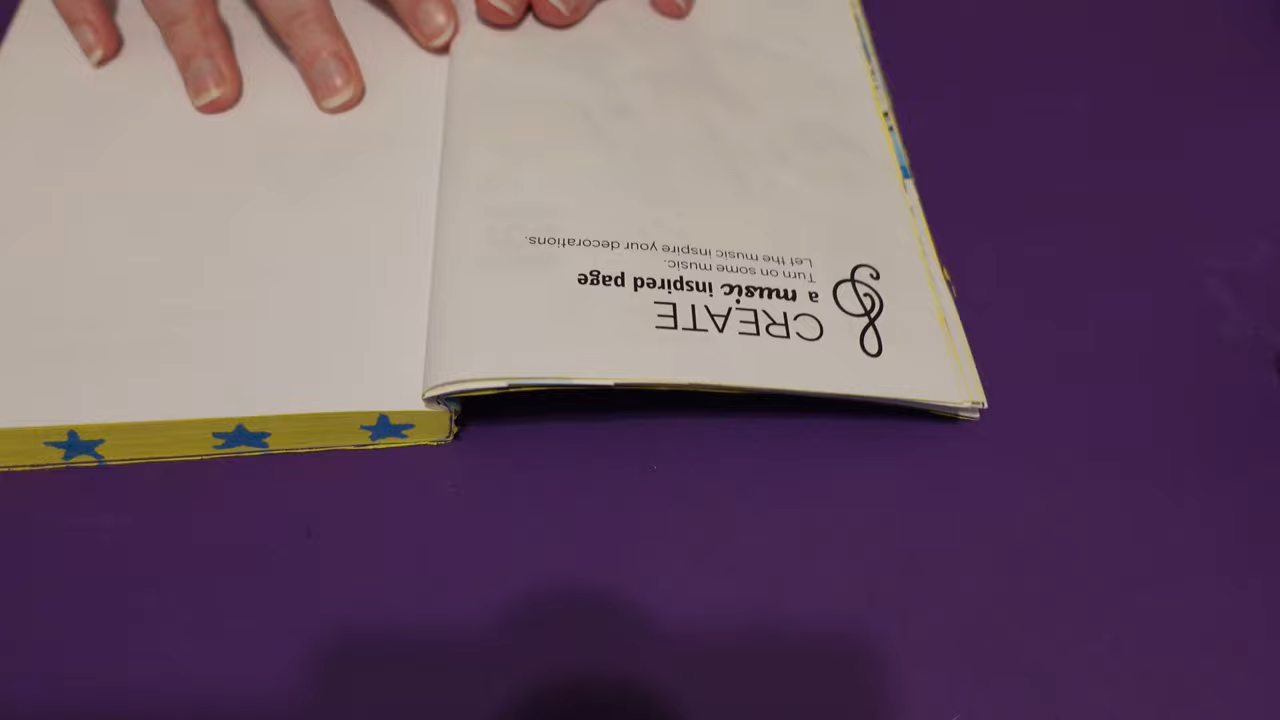 CREATE
a music inspired page
Turn on some music.
Let the music inspire your decorations.